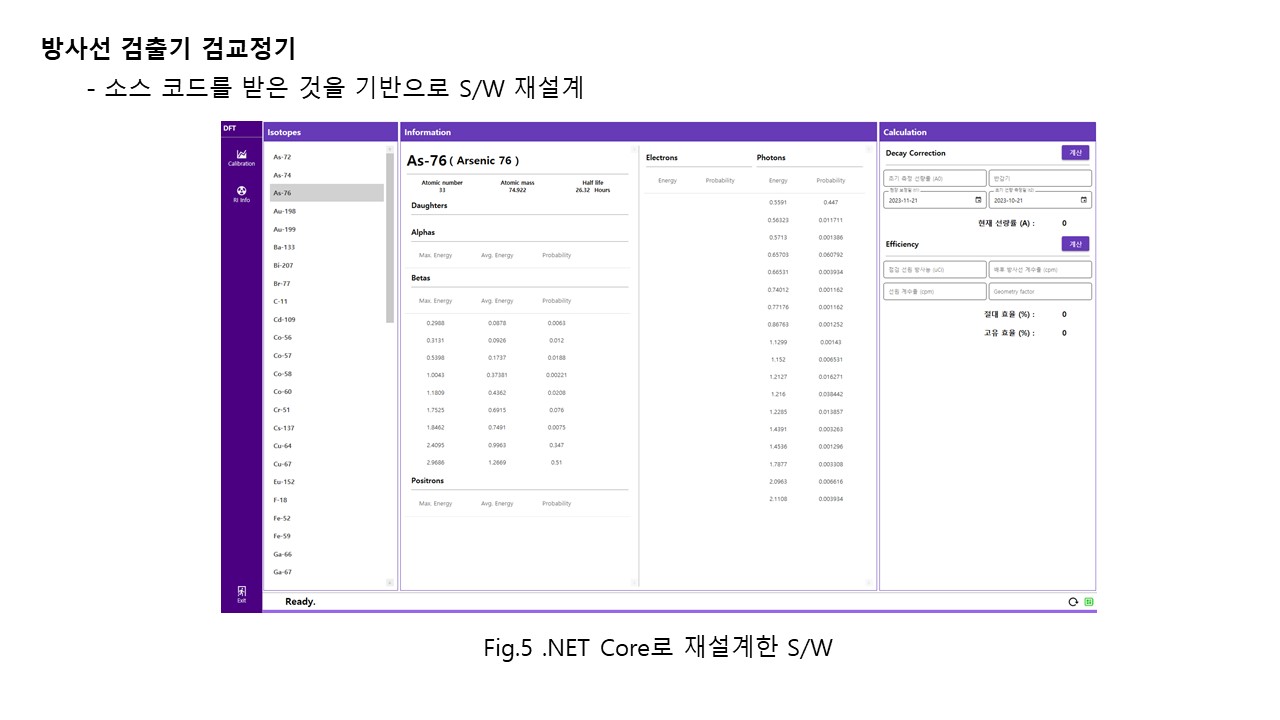 방사선 검출기 검교정기
- 소스 코드를 받은 것을 기반으로 S/W 재설계
DFT
Calibration
RI Info
Exit
Isotopes
As-72
As-74
As-76
Au-198
Au-199
Ba-133
Bi-207
Br-77
C-11
Cd-109
Co-56
Co-57
Co-58
Co-60
Cr-51
Cs-137
Cu-64
Cu-67
Eu-152
F-18
Fe-52
Fe-59
Ga-66
Ga-67
Information
As-76 ( Arsenic 76 )
Atomic number Atomic mass Half life
33 74.922 26.32 Hours
Daughters
Alphas
Max. Energy Avg. Energy Probability
Betas
Max. Energy Avg. Energy Probability
0.2988 0.0878 0.0063
0.3131 0.0926 0.012
0.5398 0.1737 0.0188
1.0043 0.37381 0.00221
1.1809 0.4362 0.0208
1.7525 0.6915 0.076
1.8462 0.7491 0.0075
2.4095 0.9963 0.347
2.9686 1.2669 0.51
Positrons
Max. Energy Avg. Energy Probability
Electrons
Energy Probability
Photons
Energy Probability
0.5591 0.447
0.56323 0.011711
0.5713 0.001386
0.65703 0.060792
0.66531 0.003934
0.74012 0.001162
0.77176 0.001162
0.86763 0.001252
1.1299 0.00143
1.152 0.006531
1.2127 0.016271
1.216 0.038442
1.2285 0.013857
1.4391 0.003263
1.4536 0.001296
1.7877 0.003308
2.0963 0.006616
2.1108 0.003934
Calculation
Decay Correction 계산
초기 측정 선량률 (A0) 반감기
2023-11-21 2023-10-21
현재 선량률 (A) : 0
Efficiency 계산
점검 선원 방사능 (uCi) 배후 방사선 계수율 (cpm)
선원 계수율 (cpm) Geometry factor
절대 효율 (%) : 0
고유 효율 (%) : 0
Ready.
Fig.5 .NET Core로 재설계한 S/W